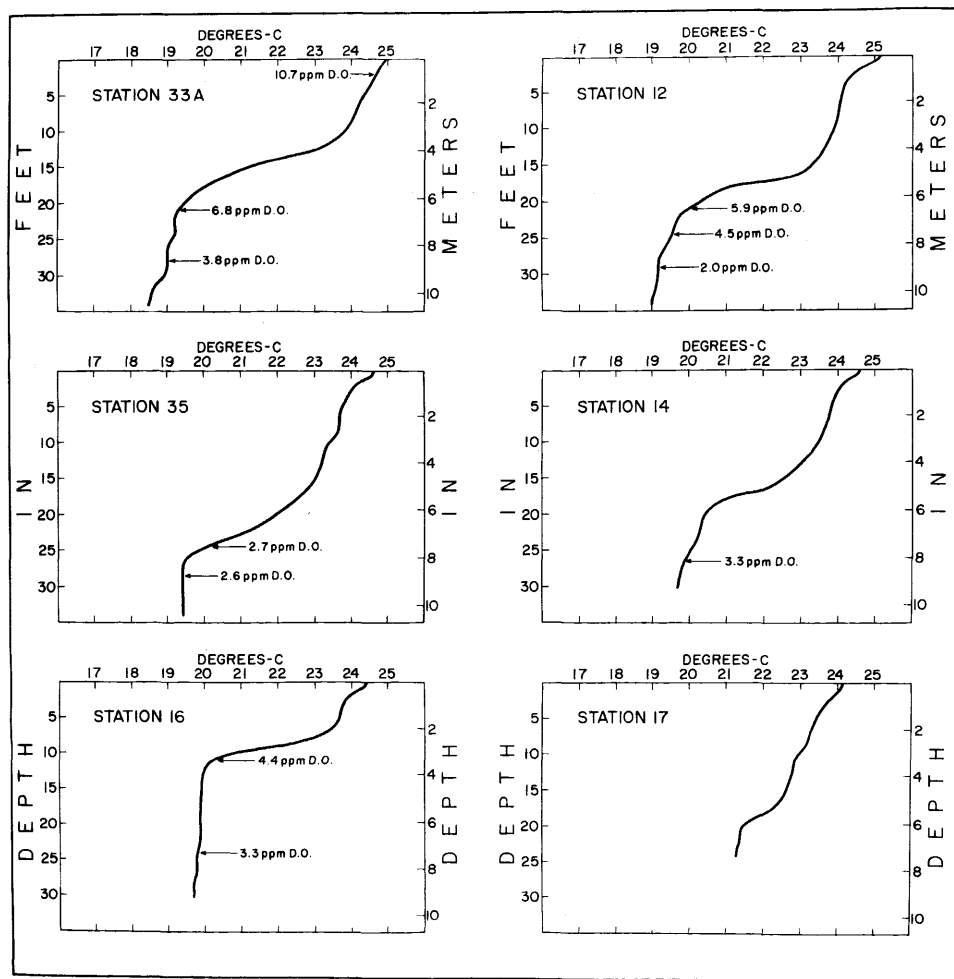 DEGREES-C
17 18 19 20 21 22 23 24 25
STATION 33A
10.7 ppm D.O.
6.8 ppm D.O.
3.8 ppm D.O.
5
10
15
20
25
30
2
4
6
8
10
DEGREES-C
17 18 19 20 21 22 23 24 25
STATION 12
5.9 ppm D.O.
4.5 ppm D.O.
2.0 ppm D.O.
5
10
15
20
25
30
2
4
6
8
10
DEGREES-C
17 18 19 20 21 22 23 24 25
STATION 35
2.7 ppm D.O.
2.6 ppm D.O.
5
10
15
20
25
30
2
4
6
8
10
DEGREES-C
17 18 19 20 21 22 23 24 25
STATION 14
3.3 ppm D.O.
5
10
15
20
25
30
2
4
6
8
10
DEGREES-C
17 18 19 20 21 22 23 24 25
STATION 16
4.4 ppm D.O.
3.3 ppm D.O.
5
10
15
20
25
30
2
4
6
8
10
DEGREES-C
17 18 19 20 21 22 23 24 25
STATION 17
5
10
15
20
25
30
2
4
6
8
10
DEPTH IN FEET
DEPTH IN METERS
DEPTH IN FEET
DEPTH IN METERS